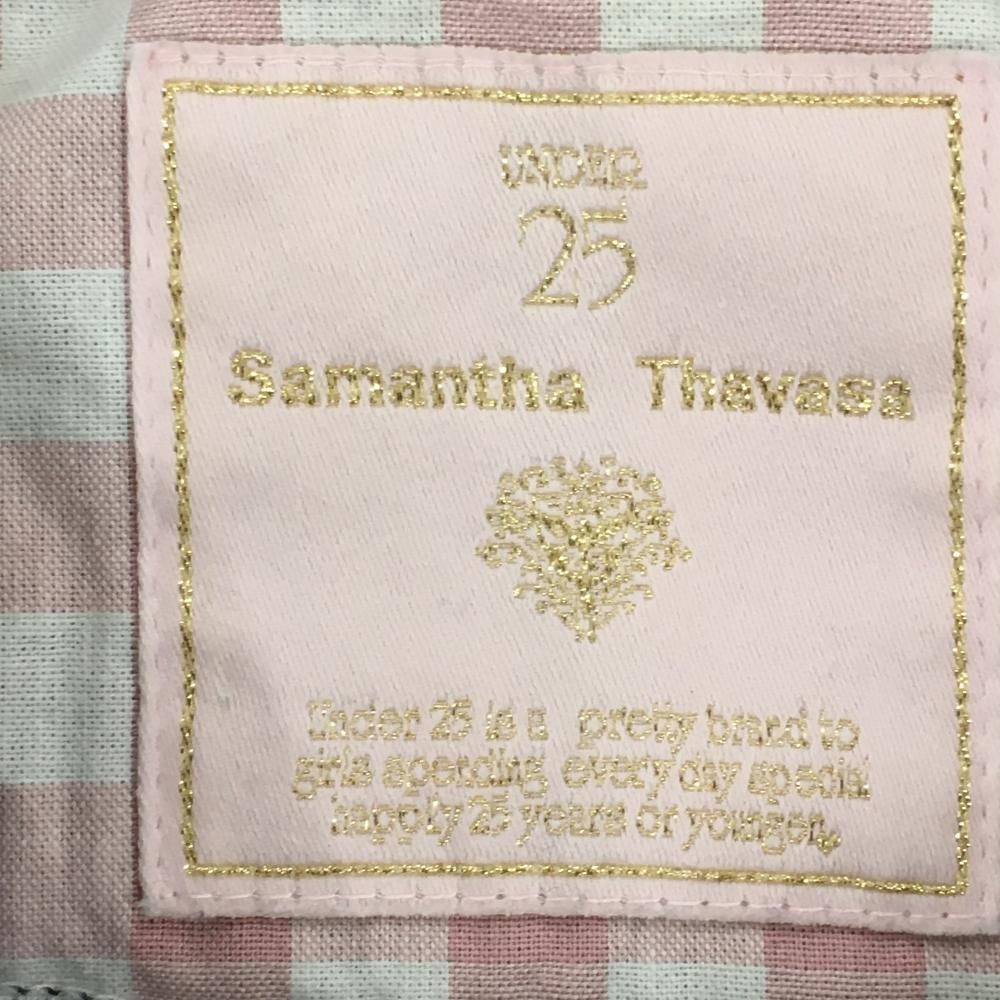 UNDER
25
Samantha Thavasa
Under 25 is a pretty brand to
girls spending every day special
happily 25 years or younger.